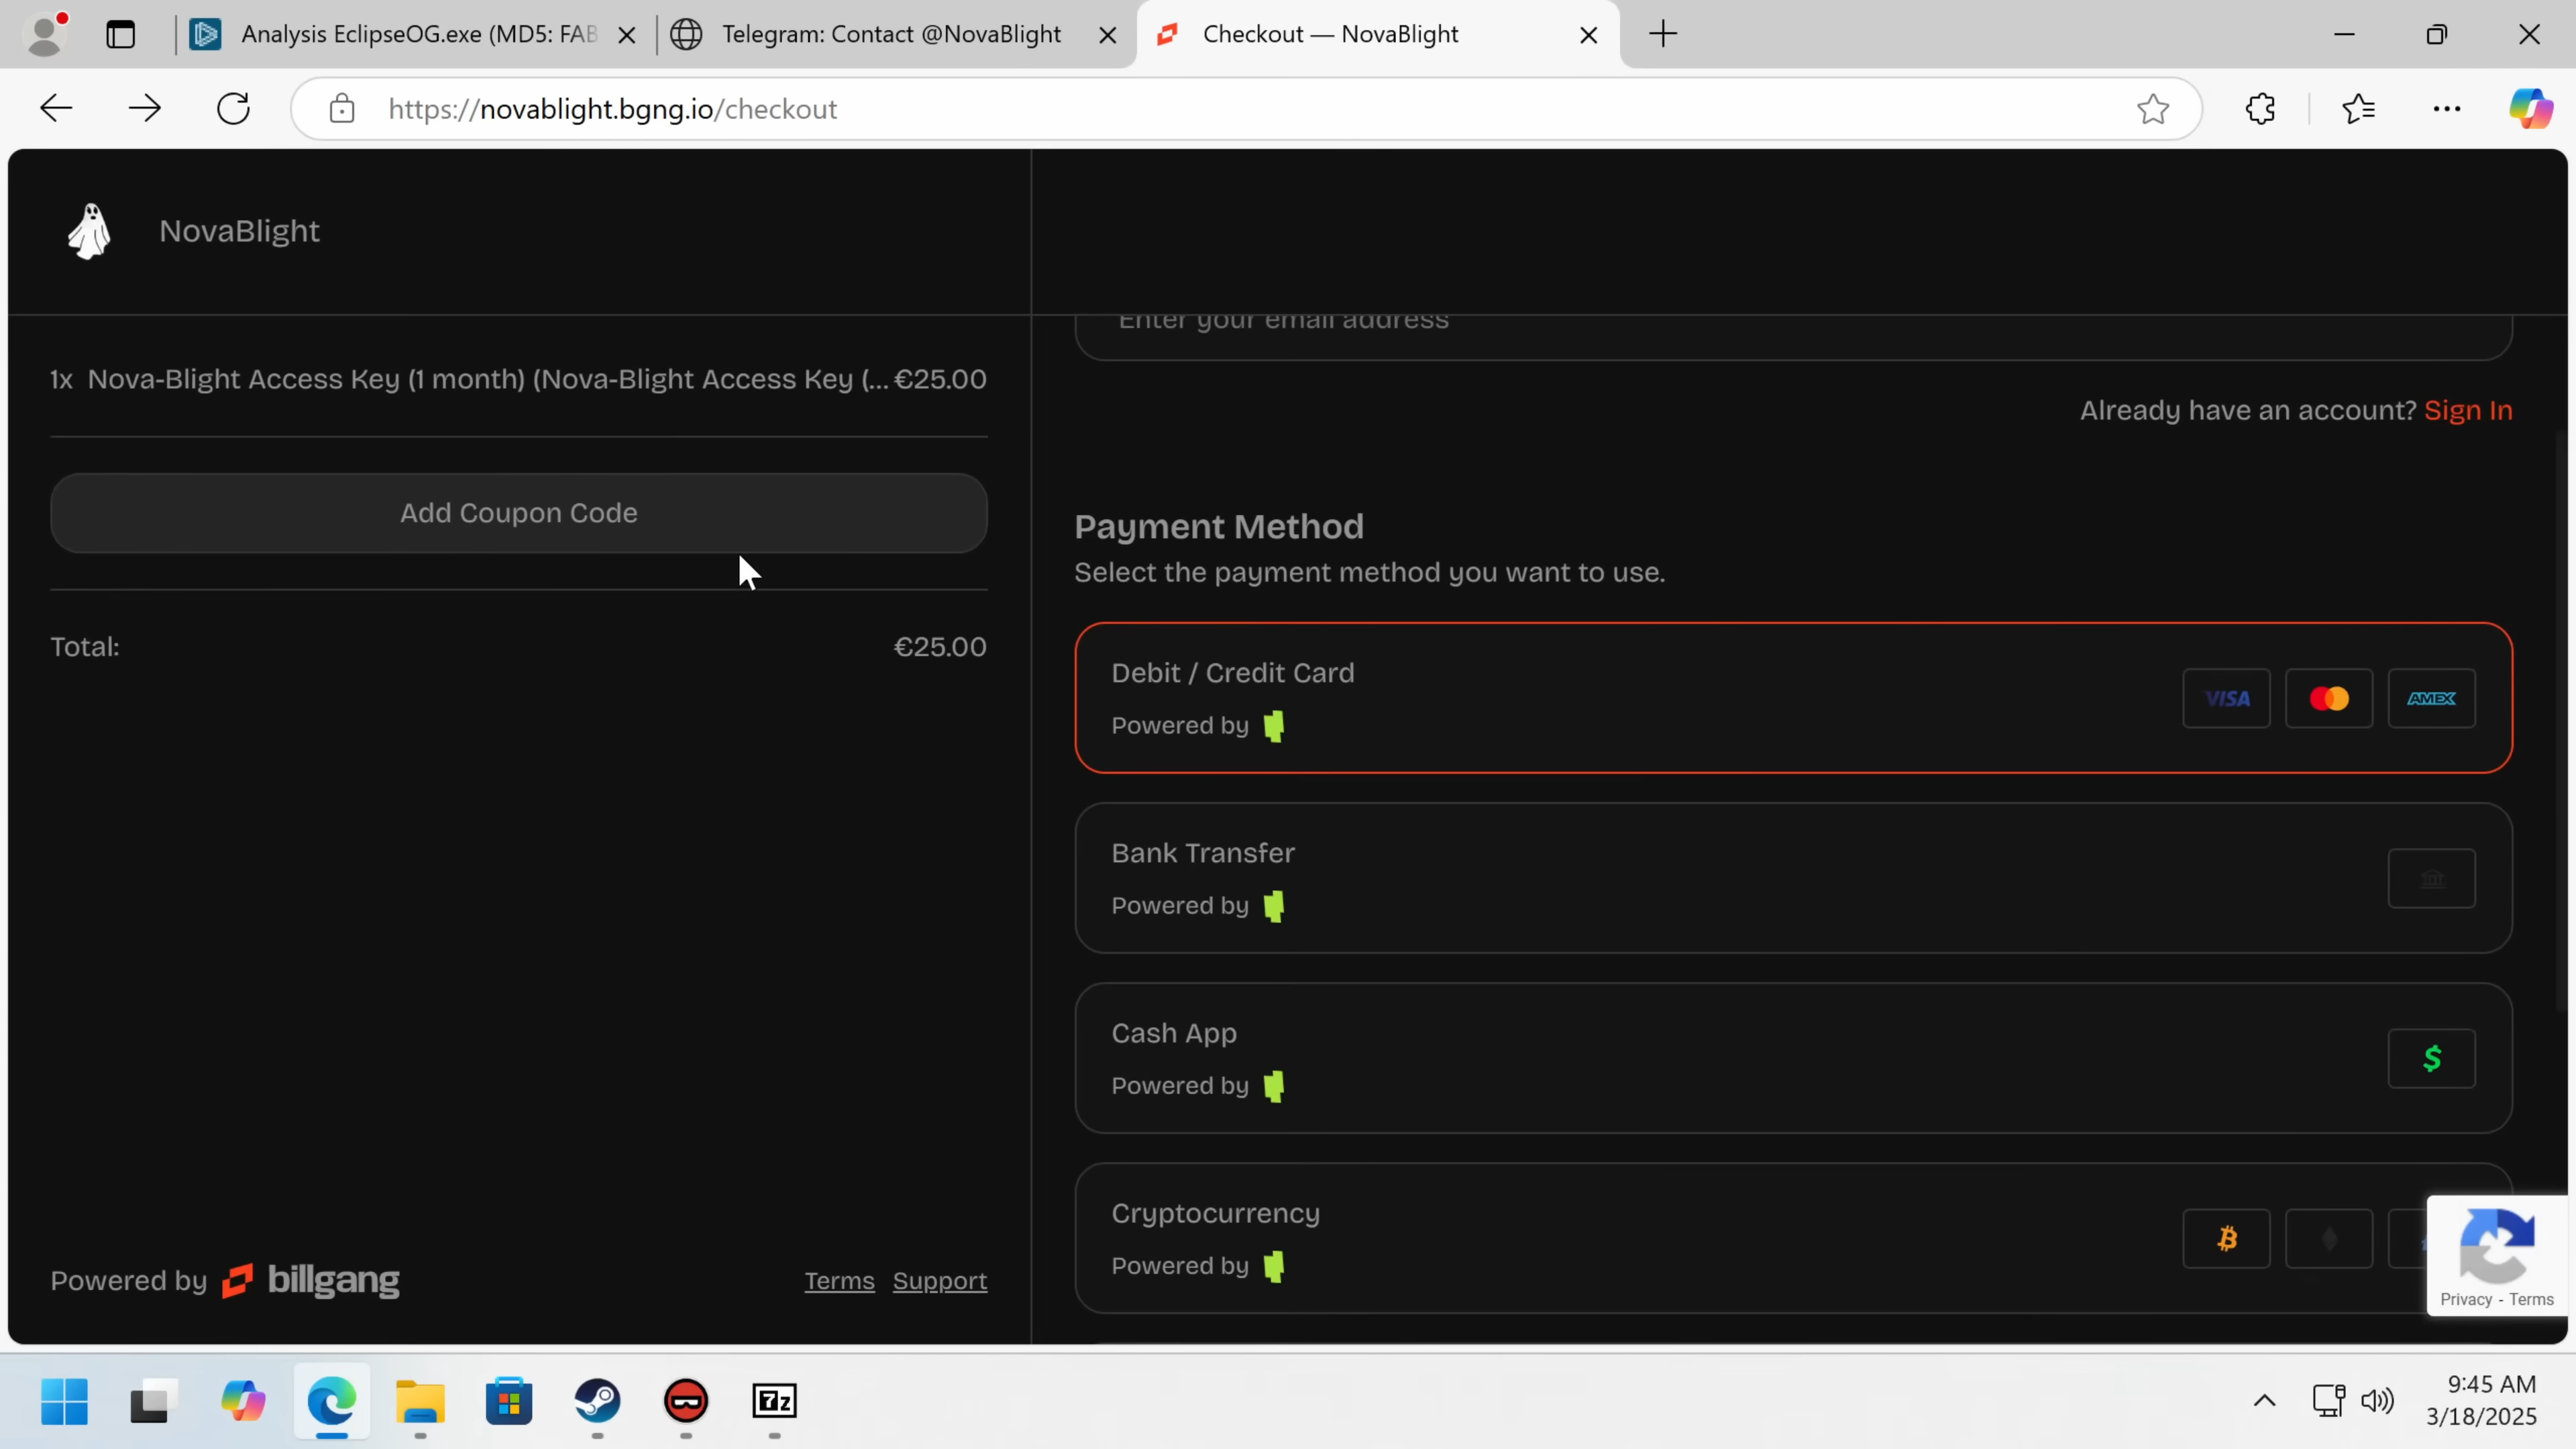 Analysis EclipseOG.exe (MD5: FAB
Telegram: Contact @NovaBlight
Checkout — NovaBlight
https://novablight.bgng.io/checkout
NovaBlight
1x Nova-Blight Access Key (1 month) (Nova-Blight Access Key (... €25.00
Add Coupon Code
Total: €25.00
Powered by billgang
Terms Support
Enter your email address
Already have an account? Sign In
Payment Method
Select the payment method you want to use.
Debit / Credit Card
VISA
AMEX
Powered by
Bank Transfer
Powered by
Cash App
Powered by
$
Cryptocurrency
Powered by
Privacy - Terms
7z
9:45 AM
3/18/2025